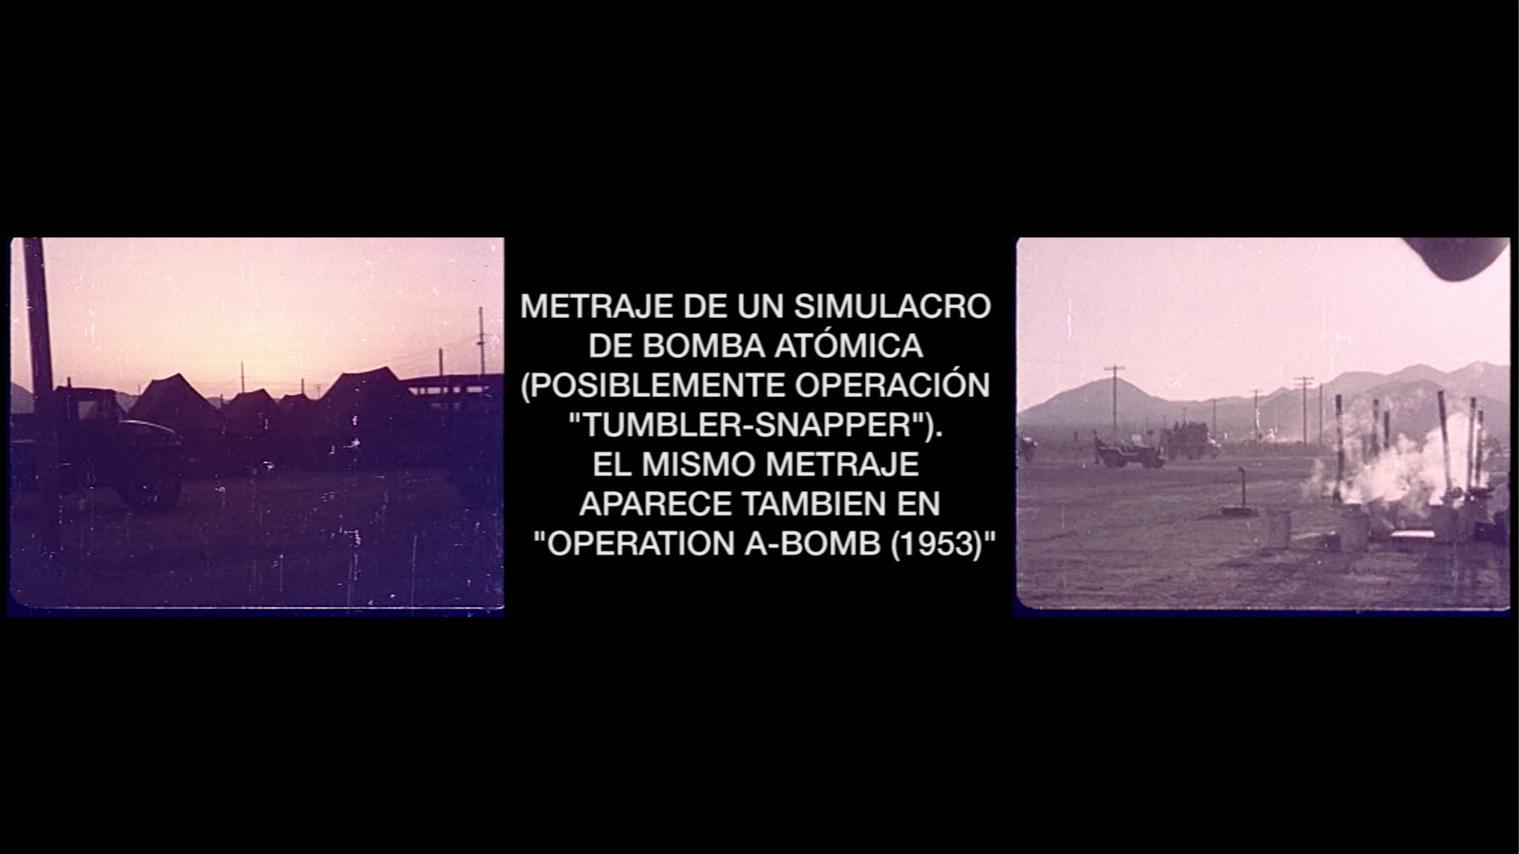 METRAJE DE UN SIMULACRO
DE BOMBA ATÓMICA
(POSIBLEMENTE OPERACIÓN
"TUMBLER-SNAPPER").
EL MISMO METRAJE
APARECE TAMBIEN EN
"OPERATION A-BOMB (1953)"